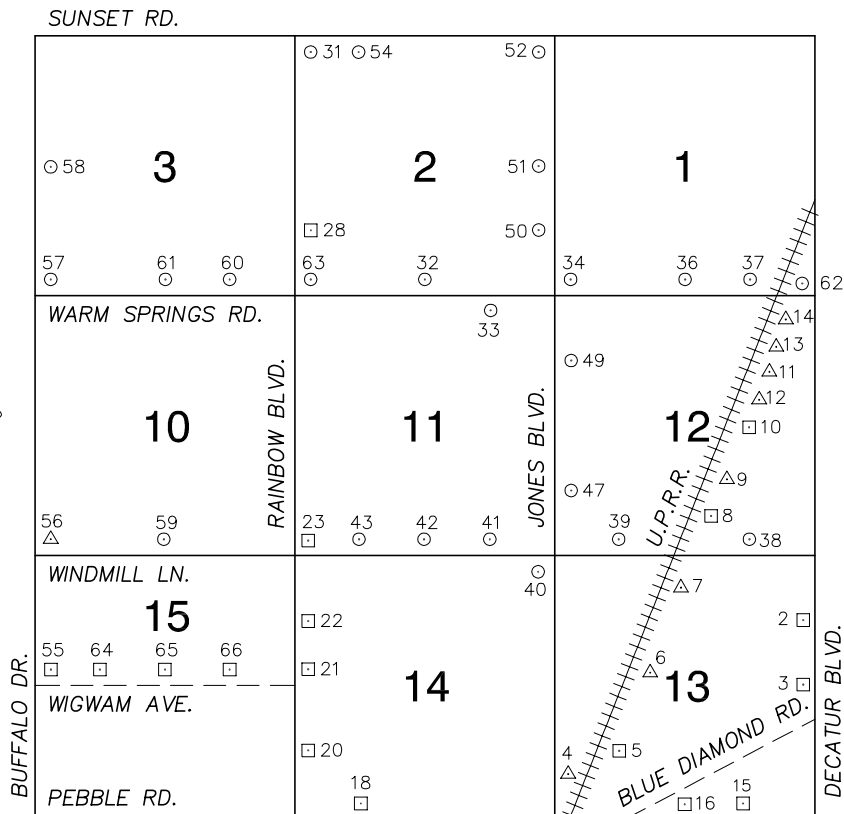 SUNSET RD.
31 54 52
58 3 2 51 1
28 50
57 61 60 63 32 34 36 37 62
WARM SPRINGS RD.
33
14
13
49
11
12
10 11 12
10
RAINBOW BLVD.
JONES BLVD.
U.P.R.R.
9
47
8
56 59 23 43 42 41 39 38
WINDMILL LN.
40
7
15
22 2
55 64 65 66
21 6
14 13 3
WIGWAM AVE.
BUFFALO DR.
DECATUR BLVD.
BLUE DIAMOND RD.
20 4 5
PEBBLE RD.
18 16 15